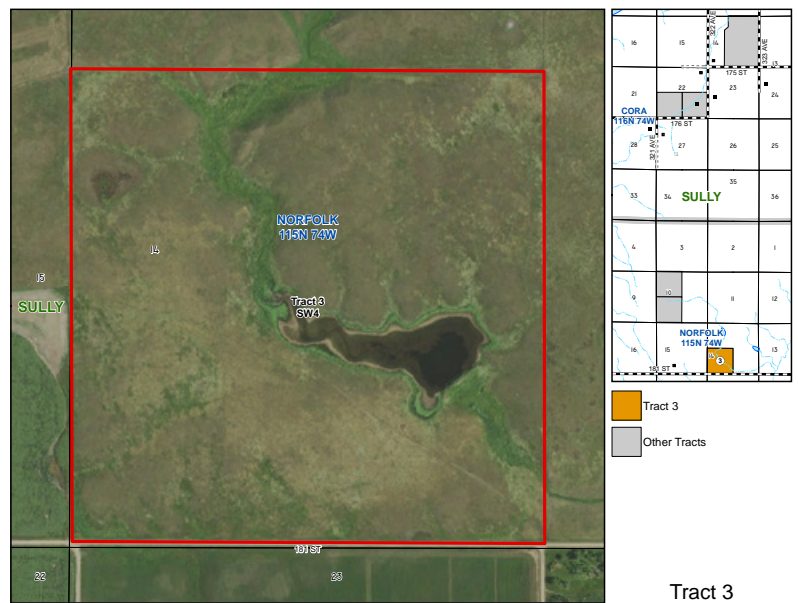 NORFOLK
115N 74W
14
15
SULLY
Tract 3
SW4
181 ST
22
23
322 AVE
323 AVE
16
15
14
13
175 ST
21
22
23
24
CORA
116N 74W
176 ST
321 AVE
28
27
26
25
33
34
35
36
SULLY
4
3
2
1
9
10
11
12
NORFOLK
115N 74W
16
15
14
3
13
181 ST
Tract 3
Other Tracts
Tract 3